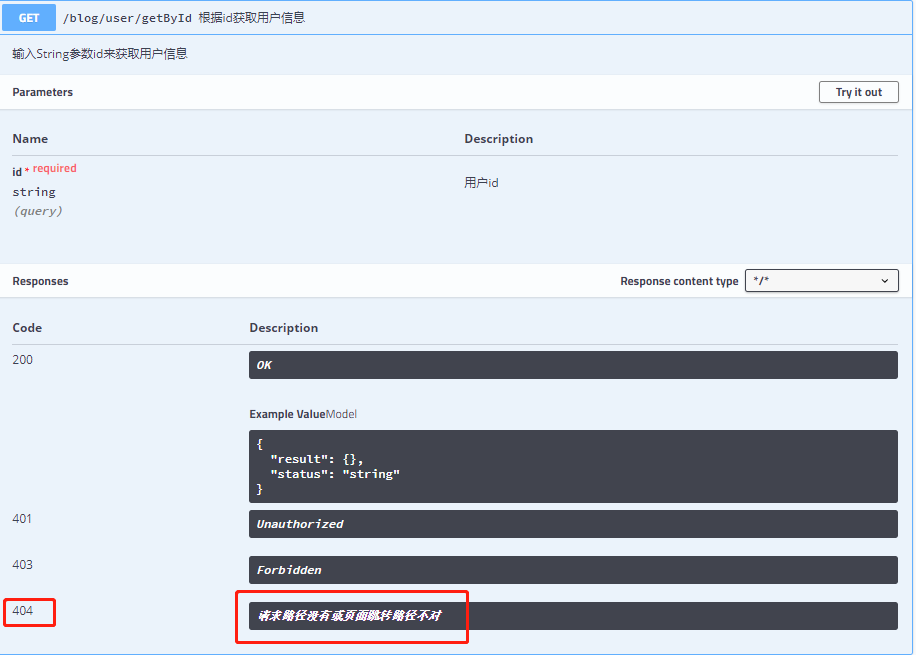 GET /blog/user/getById 根据id获取用户信息
输入String参数id来获取用户信息
Parameters Try it out
Name Description
id * required
string 用户id
(query)
Responses Response content type */*
Code Description
200 OK
Example ValueModel
{
"result": {},
"status": "string"
}
401 Unauthorized
403 Forbidden
404 请求路径没有或页面跳转路径不对